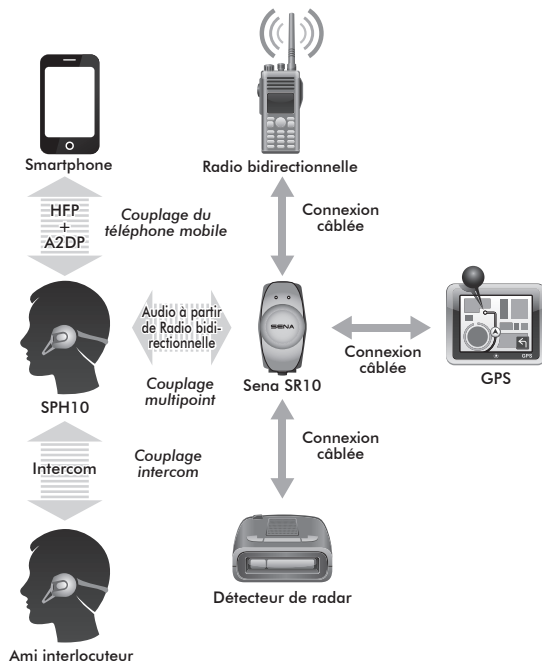 Smartphone
Radio bidirectionnelle
HFP
+
A2DP
Couplage du
téléphone mobile
Connexion
câblée
Audio à partir
de Radio bidi-
rectionnelle
SENA
Connexion
câblée
GPS
GPS
SPH10
Couplage
multipoint
Sena SR10
Intercom
Couplage
intercom
Connexion
câblée
Détecteur de radar
Ami interlocuteur